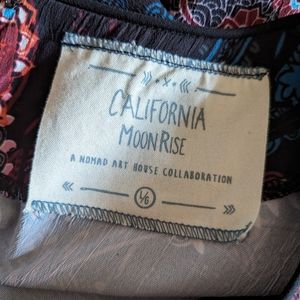 CALIFORNIA
MOONRISE
A NOMAD ART HOUSE COLLABORATION
L/G